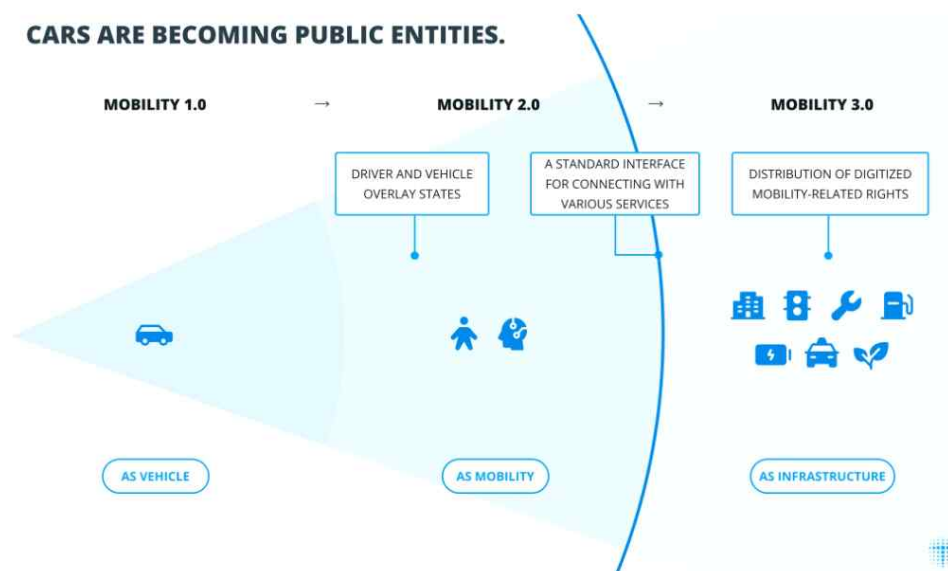 CARS ARE BECOMING PUBLIC ENTITIES.
MOBILITY 1.0 → MOBILITY 2.0 → MOBILITY 3.0
DRIVER AND VEHICLE
OVERLAY STATES
A STANDARD INTERFACE
FOR CONNECTING WITH
VARIOUS SERVICES
DISTRIBUTION OF DIGITIZED
MOBILITY-RELATED RIGHTS
AS VEHICLE
AS MOBILITY
AS INFRASTRUCTURE